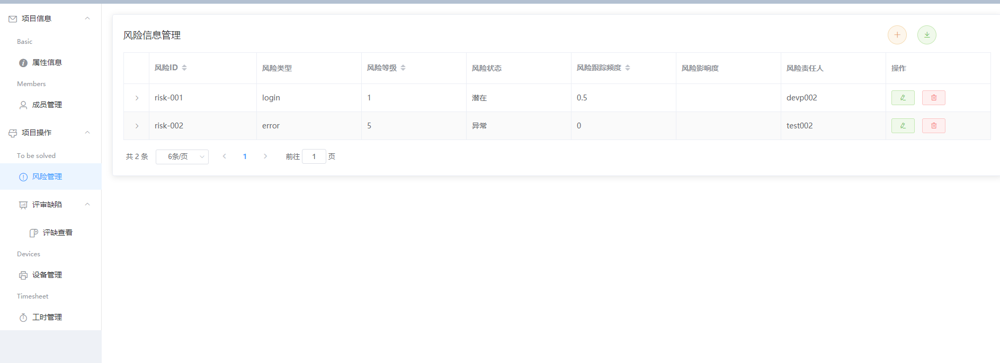 项目信息
Basic
属性信息
Members
成员管理
项目操作
To be solved
风险管理
评审缺陷
评缺查看
Devices
设备管理
Timesheet
工时管理
风险信息管理
风险ID 风险类型 风险等级 风险状态 风险跟踪频度 风险影响度 风险责任人 操作
risk-001 login 1 潜在 0.5 devp002
risk-002 error 5 异常 0 test002
共 2 条 6条/页 1 前往 1 页